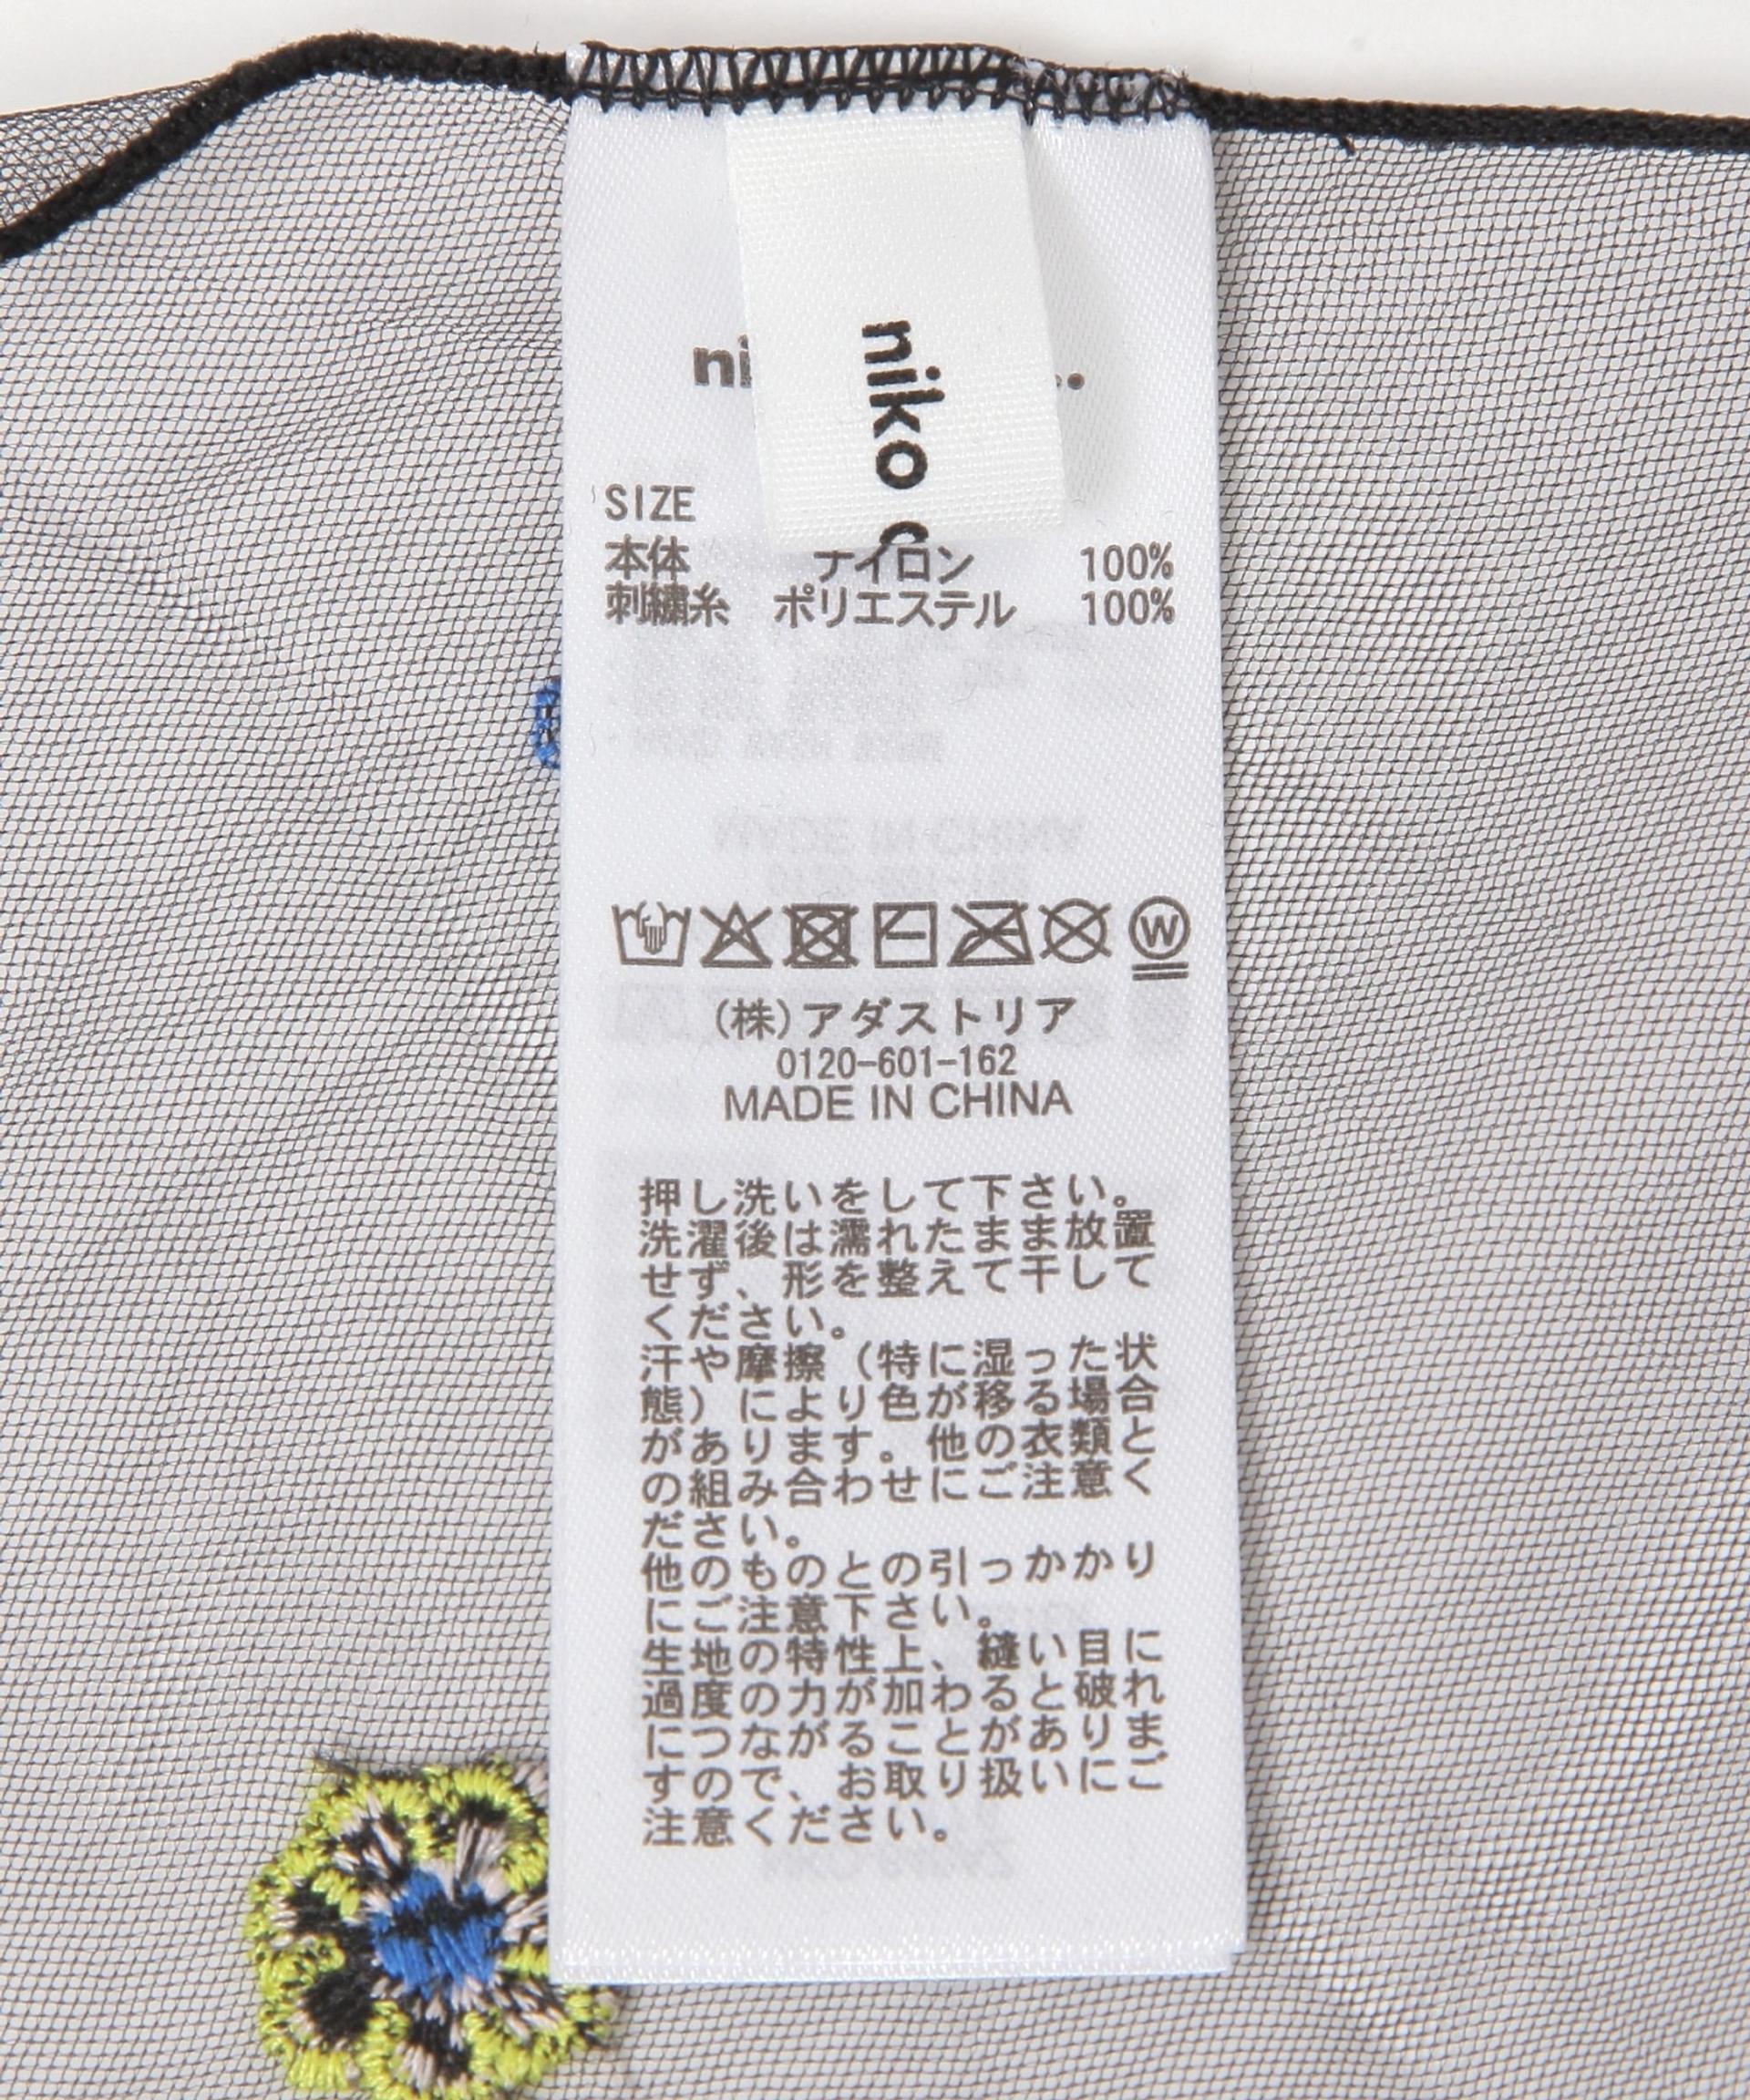 niko
SIZE
本体 ナイロン 100%
刺繍糸 ポリエステル 100%
W
(株)アダストリア
0120-601-162
MADE IN CHINA
押し洗いをして下さい。
洗濯後は濡れたまま放置
せず、形を整えて干して
ください。
汗や摩擦（特に湿った状
態）により色が移る場合
があります。他の衣類と
の組み合わせにご注意く
ださい。
他のものとの引っかかり
にご注意下さい。
生地の特性上、縫い目に
過度の力が加わると破れ
につながることがありま
すので、お取り扱いにご
注意ください。